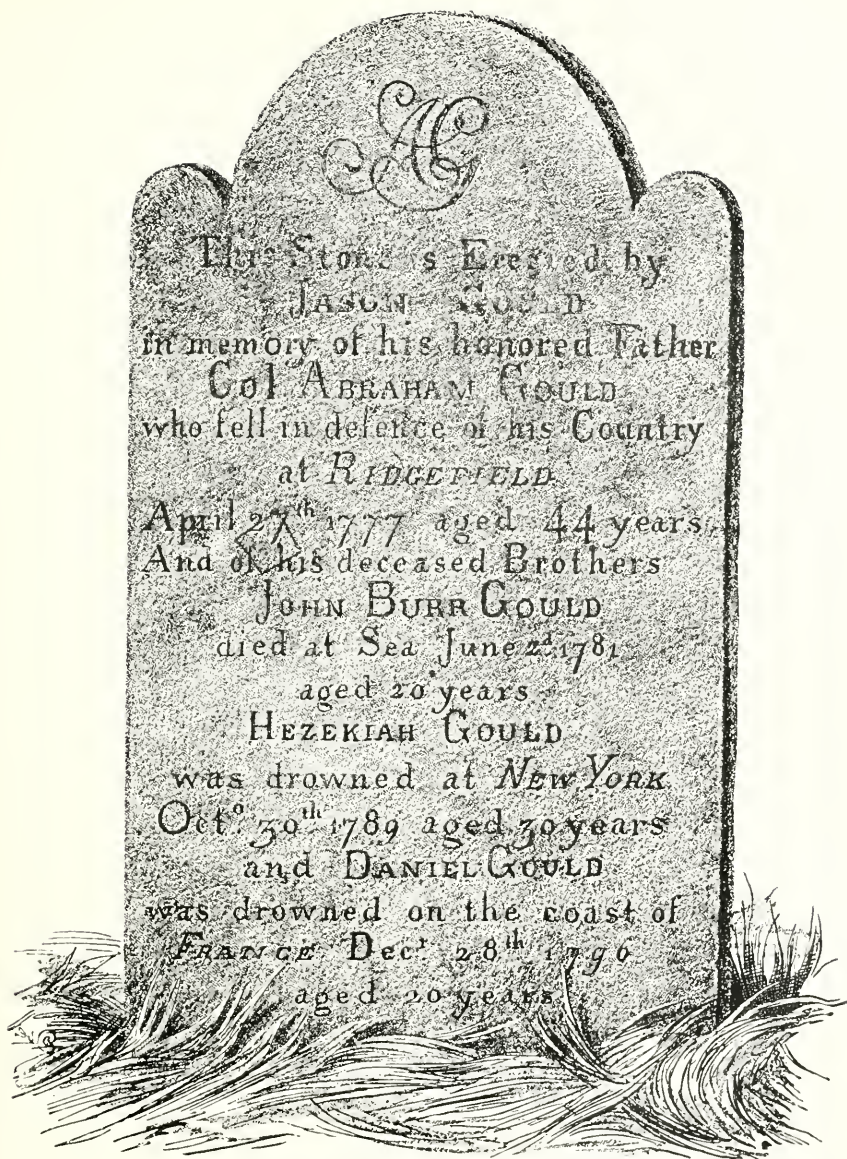 AG
This Stone is Erected by
JASON GOULD
in memory of his honored Father
Col ABRAHAM GOULD
who fell in defence of his Country
at RIDGEFIELD
April 27th 1777 aged 44 years
And of his deceased Brothers
JOHN BURR GOULD
died at Sea June 2d 1781
aged 20 years
HEZEKIAH GOULD
was drowned at NEW YORK
Octo 30th 1789 aged 30 years
and DANIEL GOULD
was drowned on the coast of
FRANCE Decr 28th 1796
aged 20 years